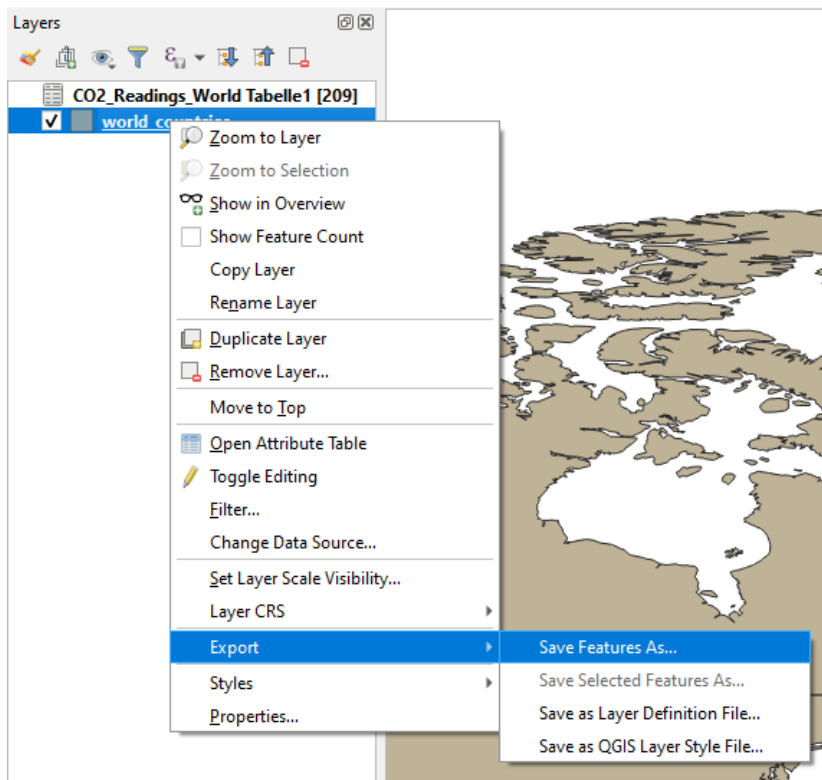 Layers
CO2_Readings_World Tabelle1 [209]
world_countries
Zoom to Layer
Zoom to Selection
Show in Overview
Show Feature Count
Copy Layer
Rename Layer
Duplicate Layer
Remove Layer...
Move to Top
Open Attribute Table
Toggle Editing
Filter...
Change Data Source...
Set Layer Scale Visibility...
Layer CRS
Export
Save Features As...
Styles
Save Selected Features As...
Properties...
Save as Layer Definition File...
Save as QGIS Layer Style File...